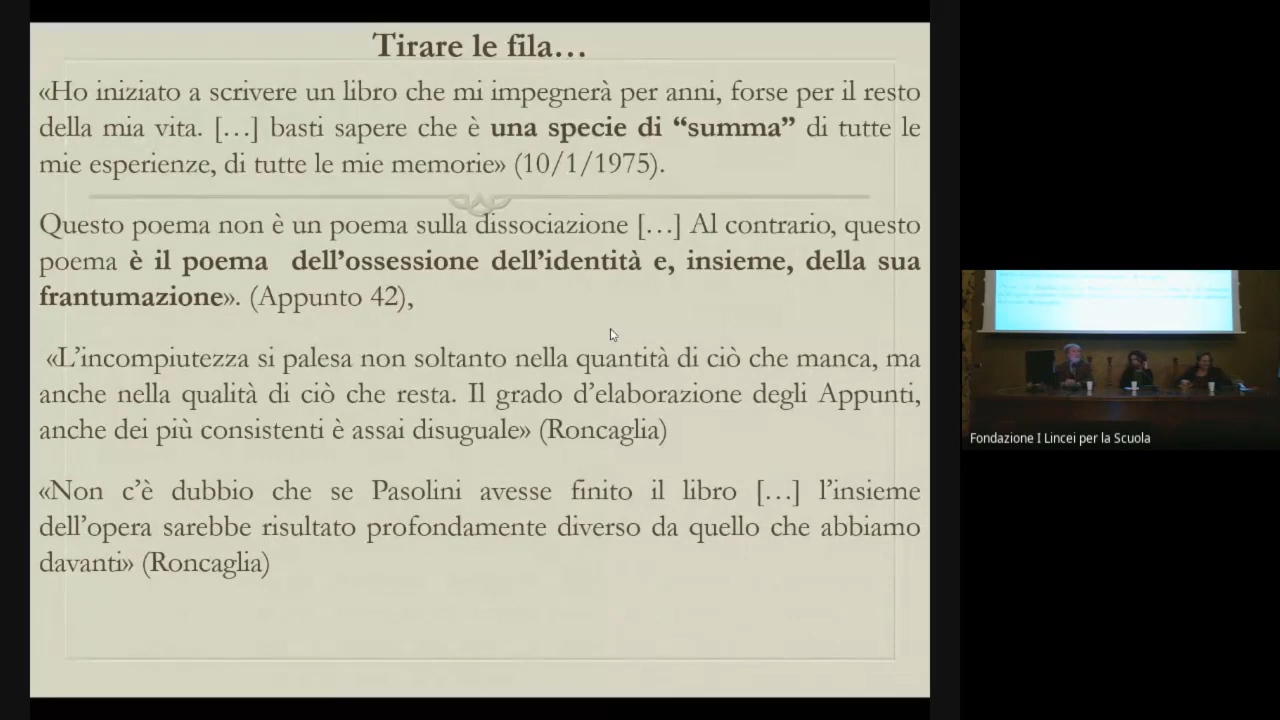 Tirare le fila…
«Ho iniziato a scrivere un libro che mi impegnerà per anni, forse per il resto
della mia vita. […] basti sapere che è una specie di “summa” di tutte le
mie esperienze, di tutte le mie memorie» (10/1/1975).
Questo poema non è un poema sulla dissociazione […] Al contrario, questo
poema è il poema dell’ossessione dell’identità e, insieme, della sua
frantumazione». (Appunto 42),
«L’incompiutezza si palesa non soltanto nella quantità di ciò che manca, ma
anche nella qualità di ciò che resta. Il grado d’elaborazione degli Appunti,
anche dei più consistenti è assai disuguale» (Roncaglia)
«Non c’è dubbio che se Pasolini avesse finito il libro […] l’insieme
dell’opera sarebbe risultato profondamente diverso da quello che abbiamo
davanti» (Roncaglia)
Fondazione I Lincei per la Scuola